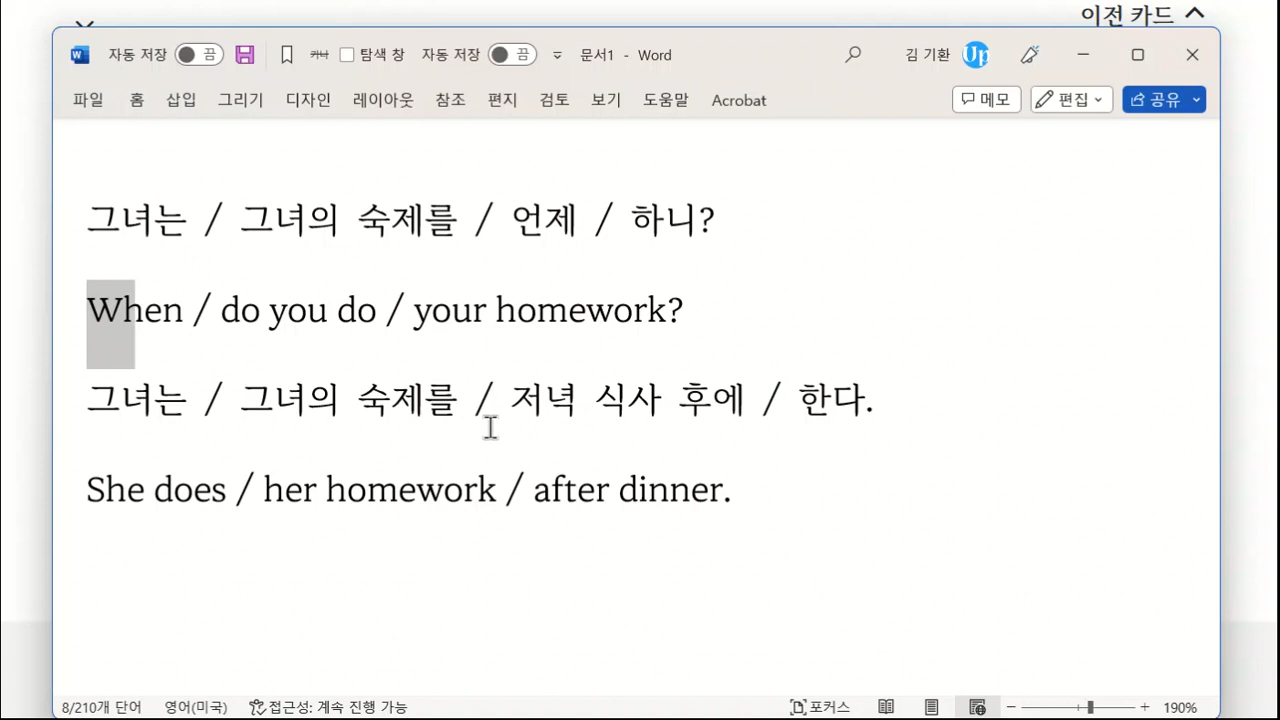 이전 카드
자동 저장 끔 가나 탐색 창 자동 저장 끔 문서1 - Word 김 기환 Up
파일 홈 삽입 그리기 디자인 레이아웃 참조 편지 검토 보기 도움말 Acrobat 메모 편집 공유
그녀는 / 그녀의 숙제를 / 언제 / 하니?
When / do you do / your homework?
그녀는 / 그녀의 숙제를 / 저녁 식사 후에 / 한다.
She does / her homework / after dinner.
8/210개 단어 영어(미국) 접근성: 계속 진행 가능 포커스 190%